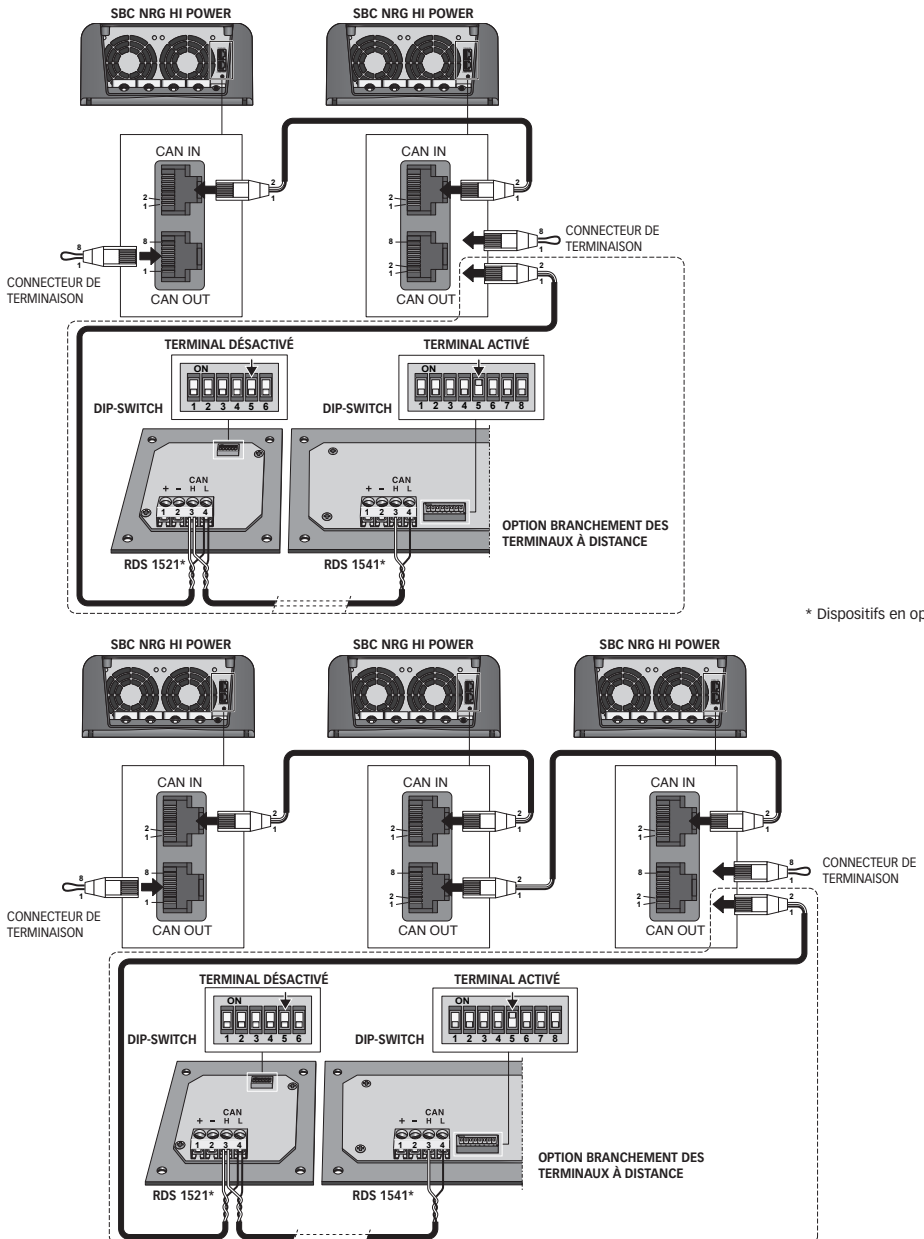 SBC NRG HI POWER SBC NRG HI POWER
CAN IN CAN IN
2 1
2 1
2 1 2 1
8 1
8 1
8 2 1
8 1
CONNECTEUR DE
TERMINAISON
CONNECTEUR DE
TERMINAISON
2 1
CAN OUT CAN OUT
TERMINAL DÉSACTIVÉ TERMINAL ACTIVÉ
ON ON
1 2 3 4 5 6 1 2 3 4 5 6 7 8
DIP-SWITCH DIP-SWITCH
CAN CAN
+ - H L + - H L
1 2 3 4 1 2 3 4
OPTION BRANCHEMENT DES
TERMINAUX À DISTANCE
RDS 1521* RDS 1541*
* Dispositifs en op
SBC NRG HI POWER SBC NRG HI POWER SBC NRG HI POWER
CAN IN CAN IN CAN IN
2 1 2 1 2 1
2 1 2 1
8 1 8 1 8 2 1 2 1 8 2 1 8 1
CONNECTEUR DE
TERMINAISON
CONNECTEUR DE
TERMINAISON
2 1
CAN OUT CAN OUT CAN OUT
TERMINAL DÉSACTIVÉ TERMINAL ACTIVÉ
ON ON
1 2 3 4 5 6 1 2 3 4 5 6 7 8
DIP-SWITCH DIP-SWITCH
CAN CAN
+ - H L + - H L
1 2 3 4 1 2 3 4
OPTION BRANCHEMENT DES
TERMINAUX À DISTANCE
RDS 1521* RDS 1541*